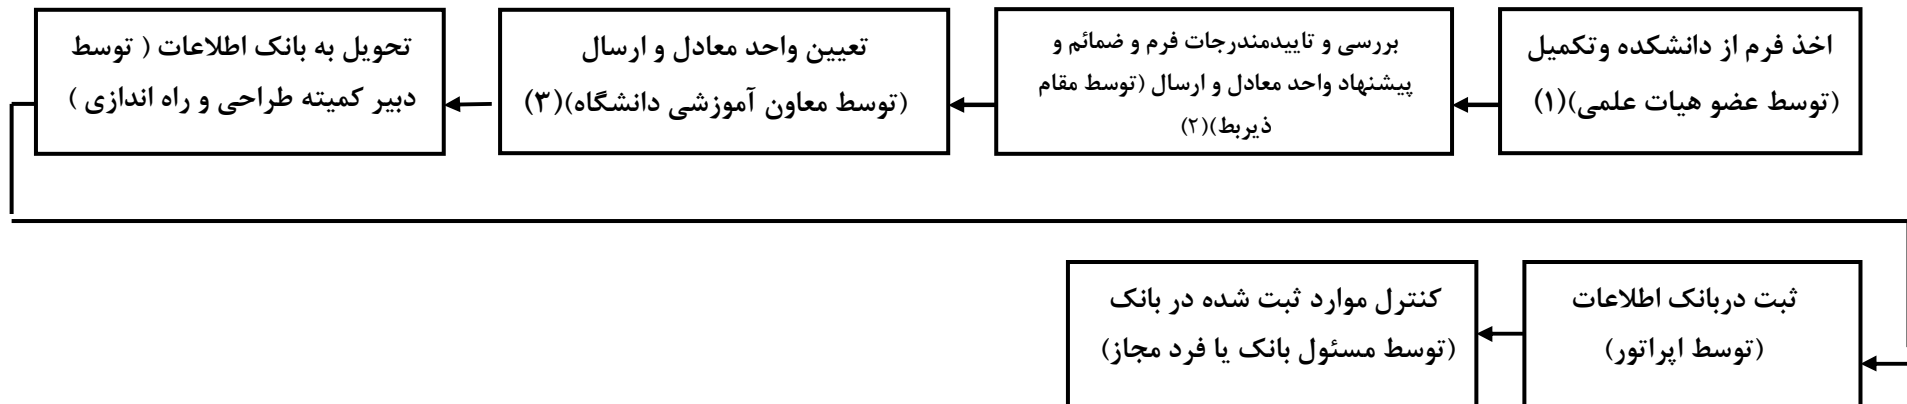 اخذ فرم از دانشکده وتکمیل
(توسط عضو هیات علمی)(۱)
بررسی و تاییدمندرجات فرم و ضمائم و
پیشنهاد واحد معادل و ارسال (توسط مقام
ذیربط)(۲)
تعیین واحد معادل و ارسال
(توسط معاون آموزشی دانشگاه)(۳)
تحویل به بانک اطلاعات ( توسط
دبیر کمیته طراحی و راه اندازی )
ثبت دربانک اطلاعات
(توسط اپراتور)
کنترل موارد ثبت شده در بانک
(توسط مسئول بانک یا فرد مجاز)